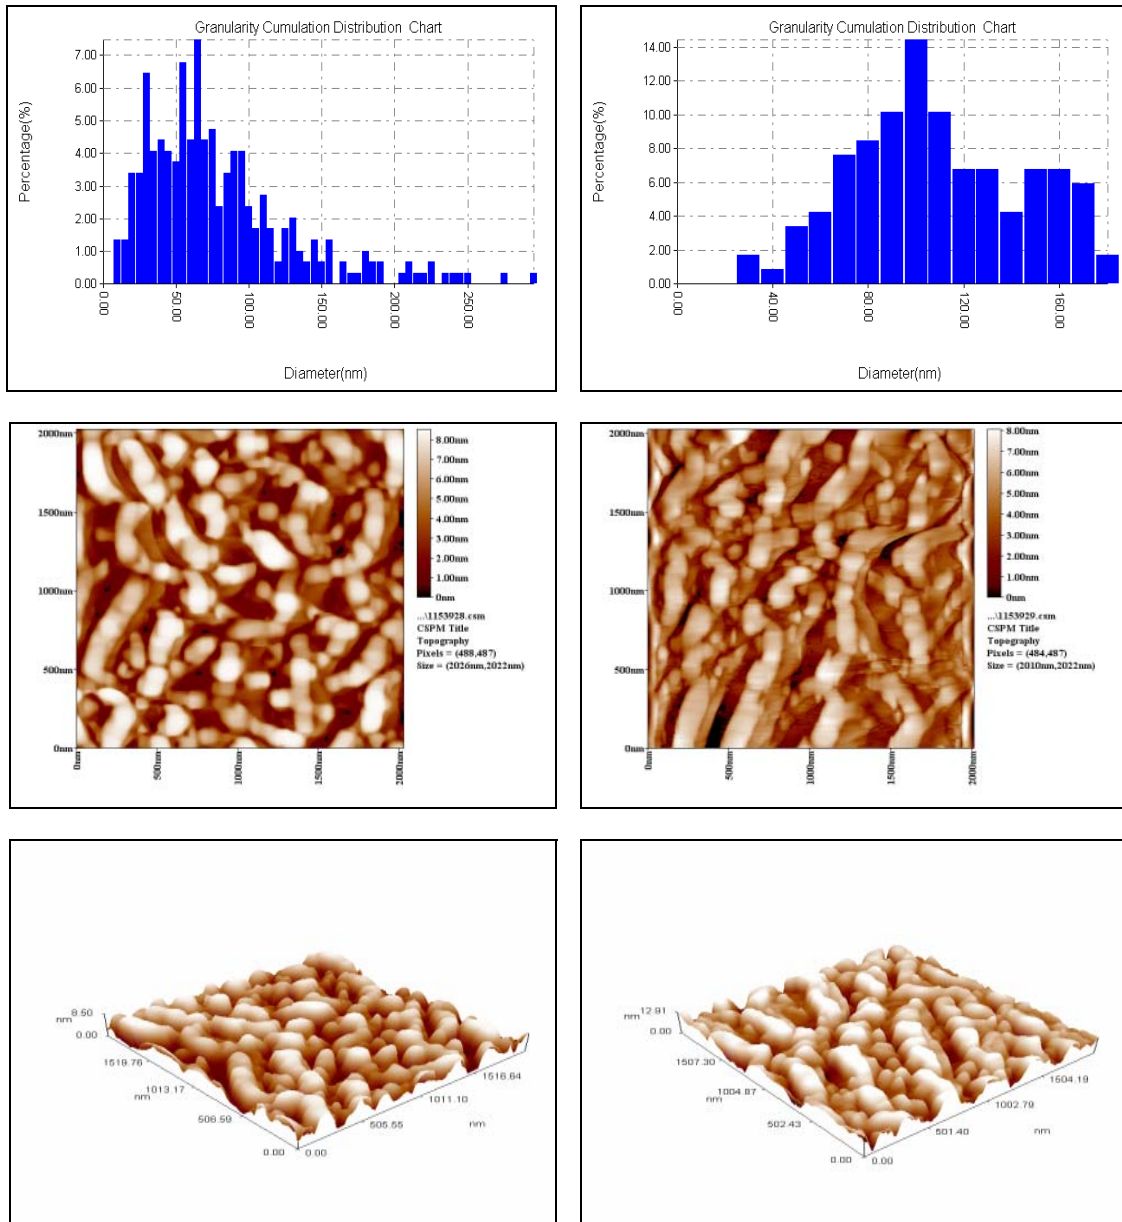 Granularity Cumulation Distribution Chart
Percentage(%)
7.00
6.00
5.00
4.00
3.00
2.00
1.00
0.00
0.00
50.00
100.00
150.00
200.00
250.00
Diameter(nm)
Granularity Cumulation Distribution Chart
Percentage(%)
14.00
12.00
10.00
8.00
6.00
4.00
2.00
0.00
0.00
40.00
80.00
120.00
160.00
Diameter(nm)
2000nm
1500nm
1000nm
500nm
0nm
0nm
500nm
1000nm
1500nm
2000nm
8.00nm
7.00nm
6.00nm
5.00nm
4.00nm
3.00nm
2.00nm
1.00nm
0nm
...\1153928.csm
CSPM Title
Topography
Pixels = (488,487)
Size = (2026nm,2022nm)
2000nm
1500nm
1000nm
500nm
0nm
0nm
500nm
1000nm
1500nm
2000nm
8.00nm
7.00nm
6.00nm
5.00nm
4.00nm
3.00nm
2.00nm
1.00nm
0nm
...\1153929.csm
CSPM Title
Topography
Pixels = (484,487)
Size = (2010nm,2022nm)
nm 8.50
0.00
1519.76
1013.17
nm
506.59
0.00
0.00
505.55
1011.10
1516.64
nm
nm 12.91
0.00
1507.30
1004.87
nm
502.43
0.00
0.00
501.40
1002.79
1504.19
nm